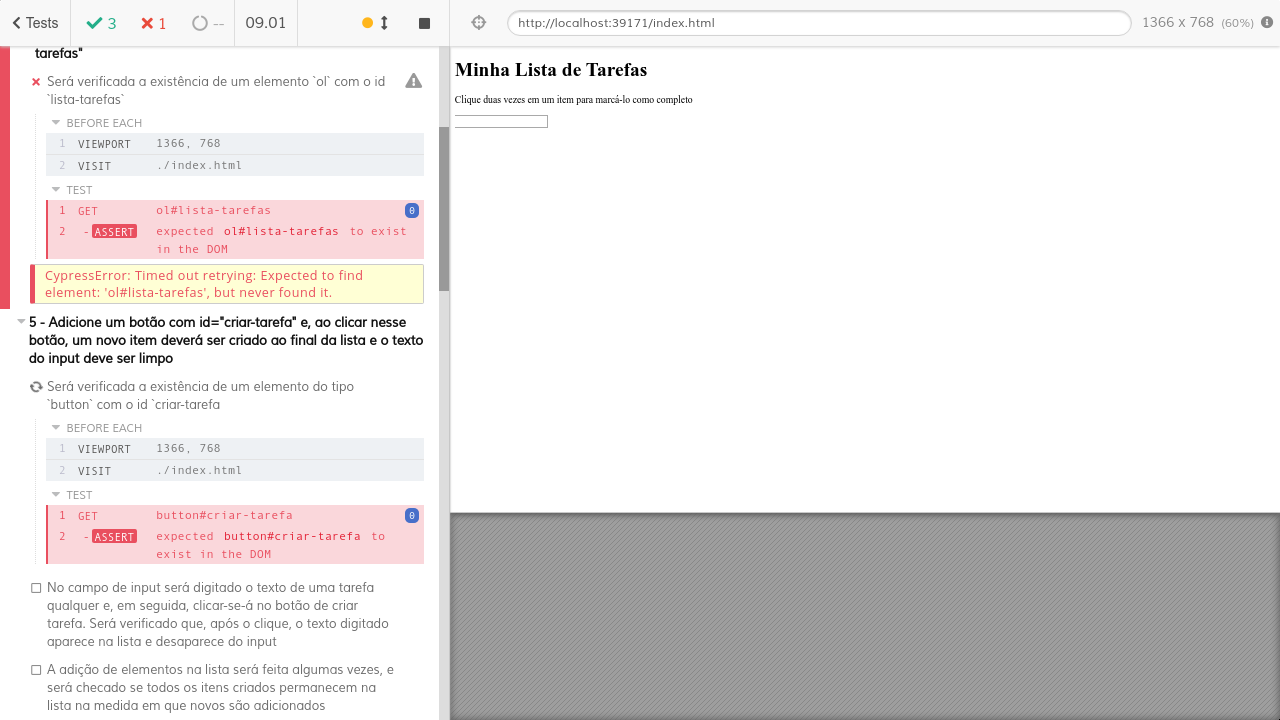 Tests
3
1
--
09.01
http://localhost:39171/index.html
1366 x 768 (60%)
tarefas"
Será verificada a existência de um elemento `ol` com o id
`lista-tarefas`
BEFORE EACH
1 VIEWPORT 1366, 768
2 VISIT ./index.html
TEST
1 GET ol#lista-tarefas 0
2 -ASSERT expected ol#lista-tarefas to exist
in the DOM
CypressError: Timed out retrying: Expected to find
element: 'ol#lista-tarefas', but never found it.
5 - Adicione um botão com id="criar-tarefa" e, ao clicar nesse
botão, um novo item deverá ser criado ao final da lista e o texto
do input deve ser limpo
Será verificada a existência de um elemento do tipo
`button` com o id `criar-tarefa
BEFORE EACH
1 VIEWPORT 1366, 768
2 VISIT ./index.html
TEST
1 GET button#criar-tarefa 0
2 -ASSERT expected button#criar-tarefa to
exist in the DOM
No campo de input será digitado o texto de uma tarefa
qualquer e, em seguida, clicar-se-á no botão de criar
tarefa. Será verificado que, após o clique, o texto digitado
aparece na lista e desaparece do input
A adição de elementos na lista será feita algumas vezes, e
será checado se todos os itens criados permanecem na
lista na medida em que novos são adicionados
Minha Lista de Tarefas
Clique duas vezes em um item para marcá-lo como completo